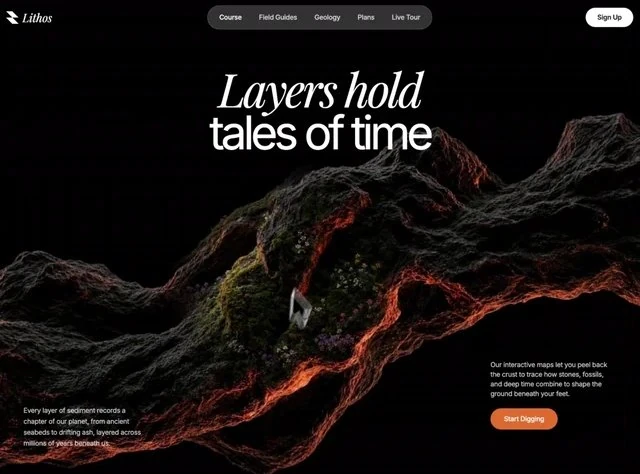 Lithos
Course
Field Guides
Geology
Plans
Live Tour
Sign Up
Layers hold
tales of time
Our interactive maps let you peel back
the crust to trace how stones, fossils,
and deep time combine to shape the
ground beneath your feet.
Start Digging
Every layer of sediment records a
chapter of our planet, from ancient
seabeds to drifting ash, layered across
millions of years beneath us.